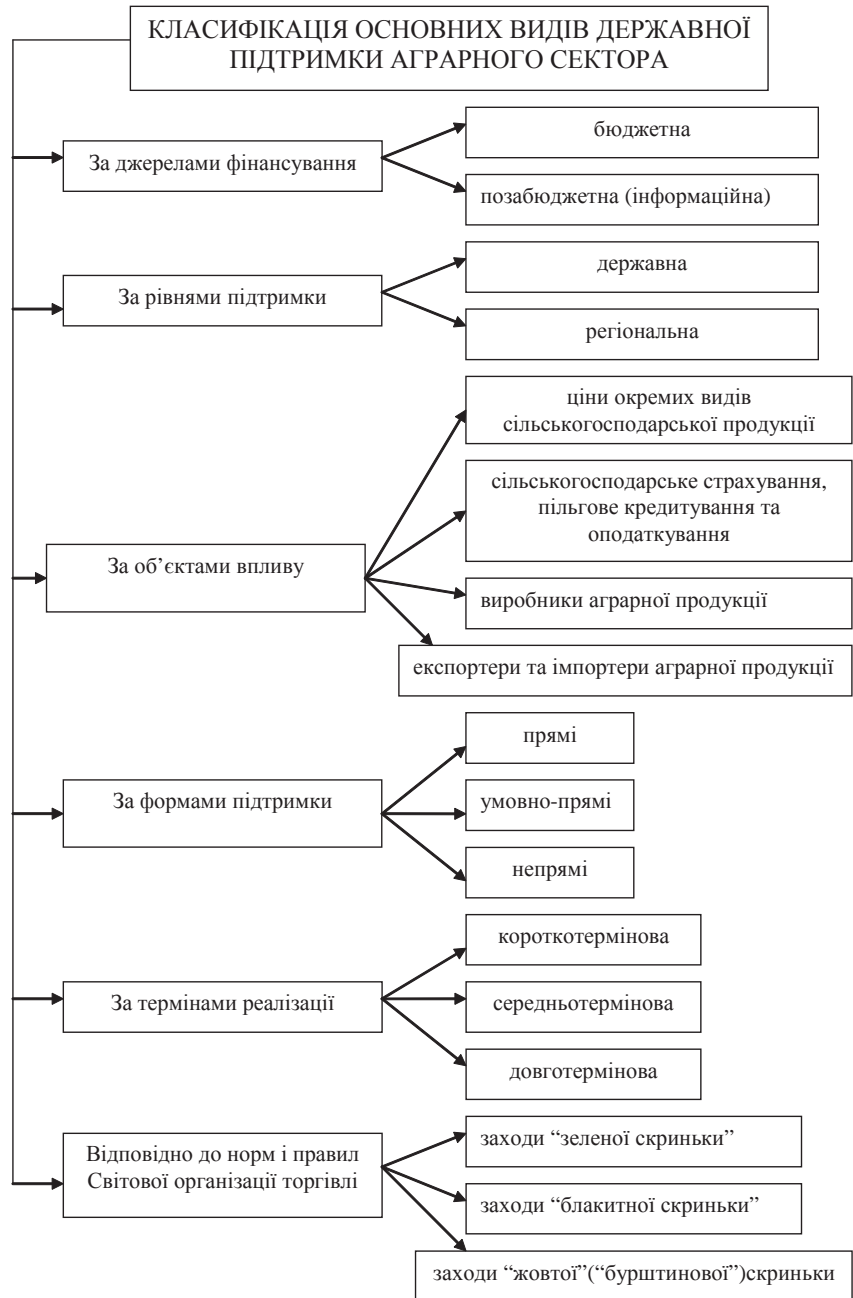 КЛАСИФІКАЦІЯ ОСНОВНИХ ВИДІВ ДЕРЖАВНОЇ
ПІДТРИМКИ АГРАРНОГО СЕКТОРА
За джерелами фінансування
бюджетна
позабюджетна (інформаційна)
За рівнями підтримки
державна
регіональна
За об’єктами впливу
ціни окремих видів
сільськогосподарської продукції
сільськогосподарське страхування,
пільгове кредитування та
оподаткування
виробники аграрної продукції
експортери та імпортери аграрної продукції
За формами підтримки
прямі
умовно-прямі
непрямі
За термінами реалізації
короткотермінова
середньотермінова
довготермінова
Відповідно до норм і правил
Світової організації торгівлі
заходи “зеленої скриньки”
заходи “блакитної скриньки”
заходи “жовтої”(“бурштинової”)скриньки